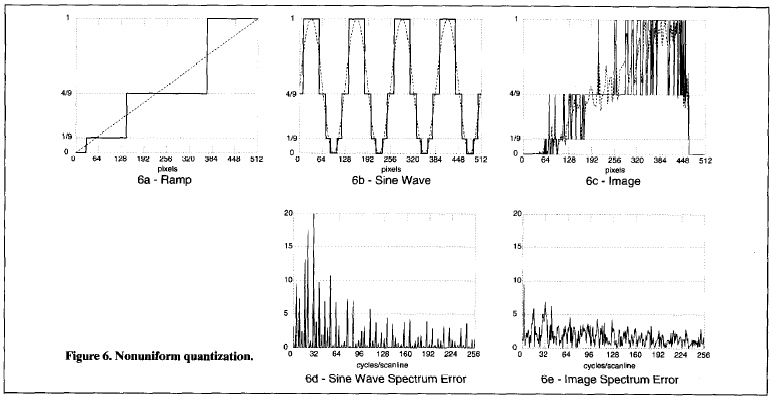 1
4/9
1/9
0
0 64 128 192 256 320 384 448 512
pixels
6a - Ramp
1
4/9
1/9
0
0 64 128 192 256 320 384 448 512
pixels
6b - Sine Wave
1
4/9
1/9
0
0 64 128 192 256 320 384 448 512
pixels
6c - Image
20
15
10
5
0
0 32 64 96 128 160 192 224 256
cycles/scanline
6d - Sine Wave Spectrum Error
20
15
10
5
0
0 32 64 96 128 160 192 224 256
cycles/scanline
6e - Image Spectrum Error
Figure 6. Nonuniform quantization.